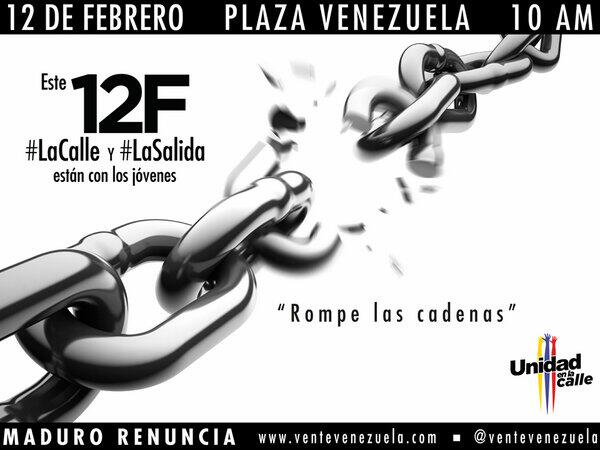 12 DE FEBRERO PLAZA VENEZUELA 10 AM
Este 12F
#LaCalle Y #LaSalida
están con los jóvenes
"Rompe las cadenas"
Unidad
en la
calle
MADURO RENUNCIA www.ventevenezuela.com ■ @ventevenezuela